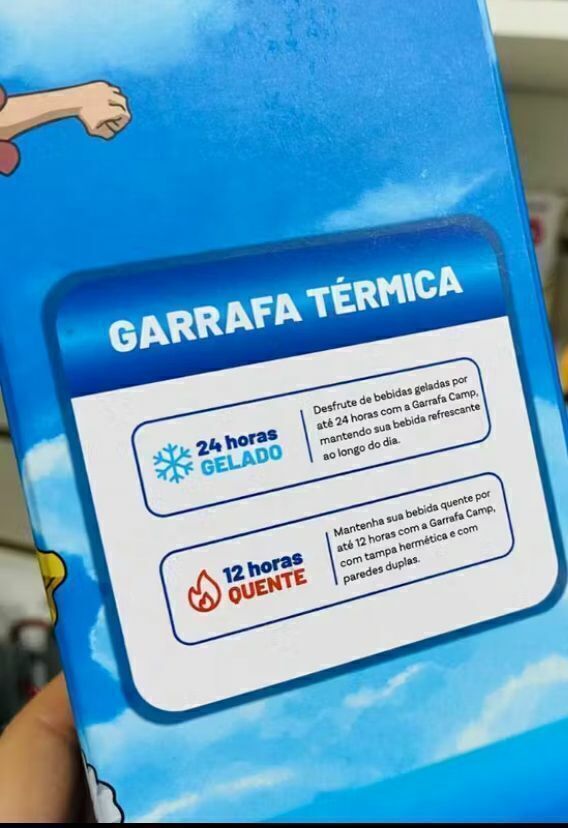 GARRAFA TÉRMICA
24 horas
GELADO
Desfrute de bebidas geladas por
até 24 horas com a Garrafa Camp,
mantendo sua bebida refrescante
ao longo do dia.
12 horas
QUENTE
Mantenha sua bebida quente por
até 12 horas com a Garrafa Camp,
com tampa hermética e com
paredes duplas.